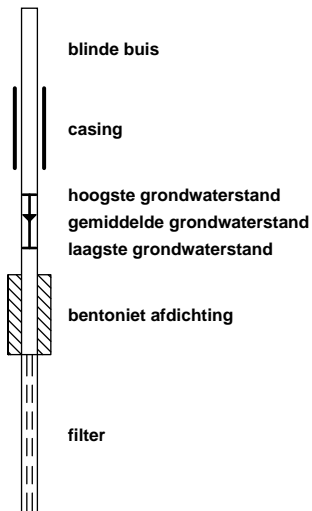 blinde buis
casing
hoogste grondwaterstand
gemiddelde grondwaterstand
laagste grondwaterstand
bentoniet afdichting
filter